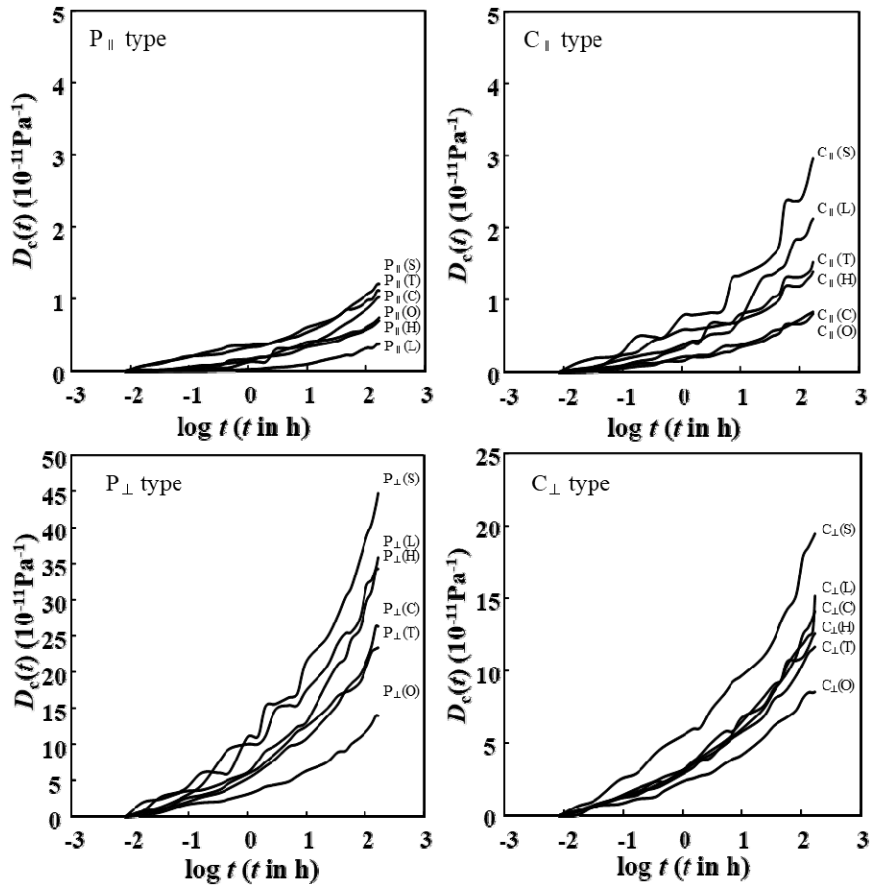 P∥ type
5
4
3
2
1
0
Dc(t) (10-11Pa-1)
P∥(S)
P∥(T)
P∥(C)
P∥(O)
P∥(H)
P∥(L)
-3 -2 -1 0 1 2 3
log t (t in h)
C∥ type
5
4
3
2
1
0
Dc(t) (10-11Pa-1)
C∥(S)
C∥(L)
C∥(T)
C∥(H)
C∥(C)
C∥(O)
-3 -2 -1 0 1 2 3
log t (t in h)
P⊥ type
50
45
40
35
30
25
20
15
10
5
0
Dc(t) (10-11Pa-1)
P⊥(S)
P⊥(L)
P⊥(H)
P⊥(C)
P⊥(T)
P⊥(O)
-3 -2 -1 0 1 2 3
log t (t in h)
C⊥ type
25
20
15
10
5
0
Dc(t) (10-11Pa-1)
C⊥(S)
C⊥(L)
C⊥(C)
C⊥(H)
C⊥(T)
C⊥(O)
-3 -2 -1 0 1 2 3
log t (t in h)